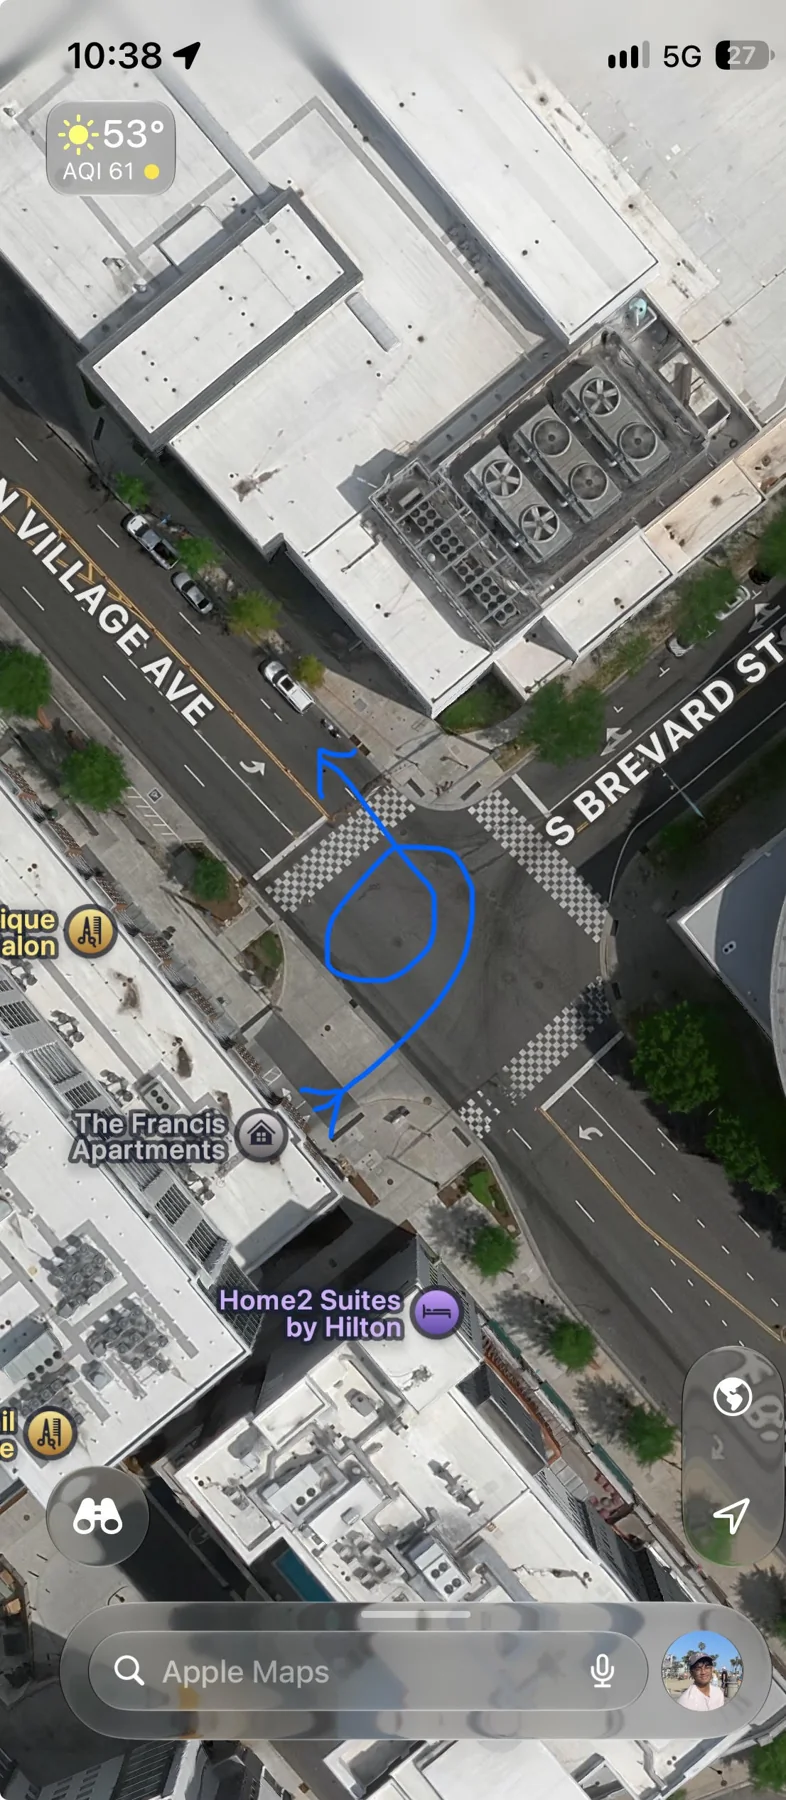 10:38
5G
27
53°
AQI 61
N VILLAGE AVE
S BREVARD ST
ique
alon
The Francis
Apartments
Home2 Suites
by Hilton
il
e
Apple Maps